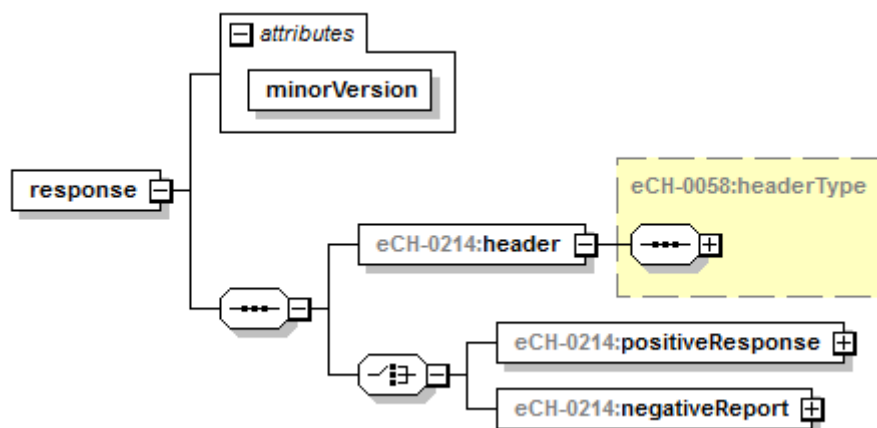 attributes
minorVersion
response
eCH-0058:headerType
eCH-0214:header
eCH-0214:positiveResponse
eCH-0214:negativeReport